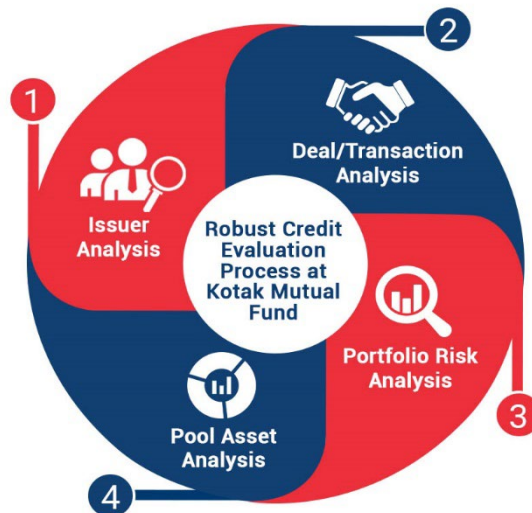 1
Issuer
Analysis
2
Deal/Transaction
Analysis
Robust Credit
Evaluation
Process at
Kotak Mutual
Fund
Portfolio Risk
Analysis
3
Pool Asset
Analysis
4